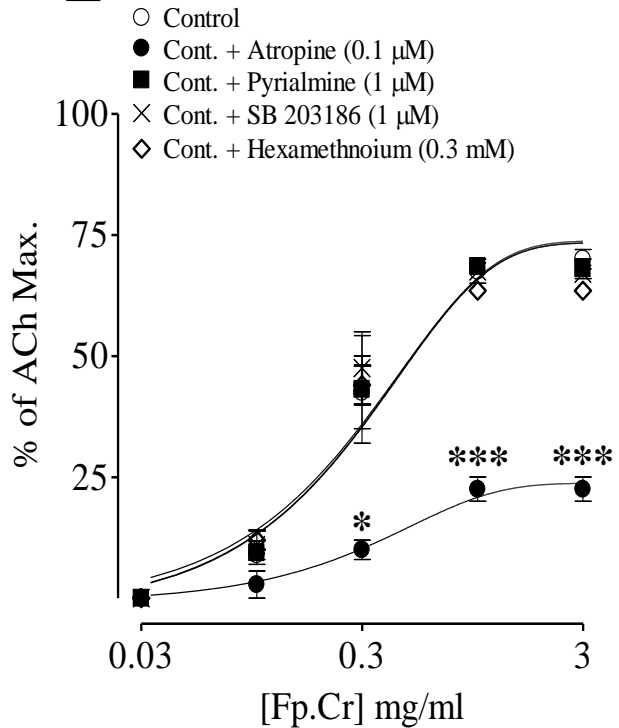 Control
Cont. + Atropine (0.1 μM)
Cont. + Pyrialmine (1 μM)
Cont. + SB 203186 (1 μM)
Cont. + Hexamethnoium (0.3 mM)
100
75
50
25
% of ACh Max.
***
***
*
0.03
0.3
3
[Fp.Cr] mg/ml